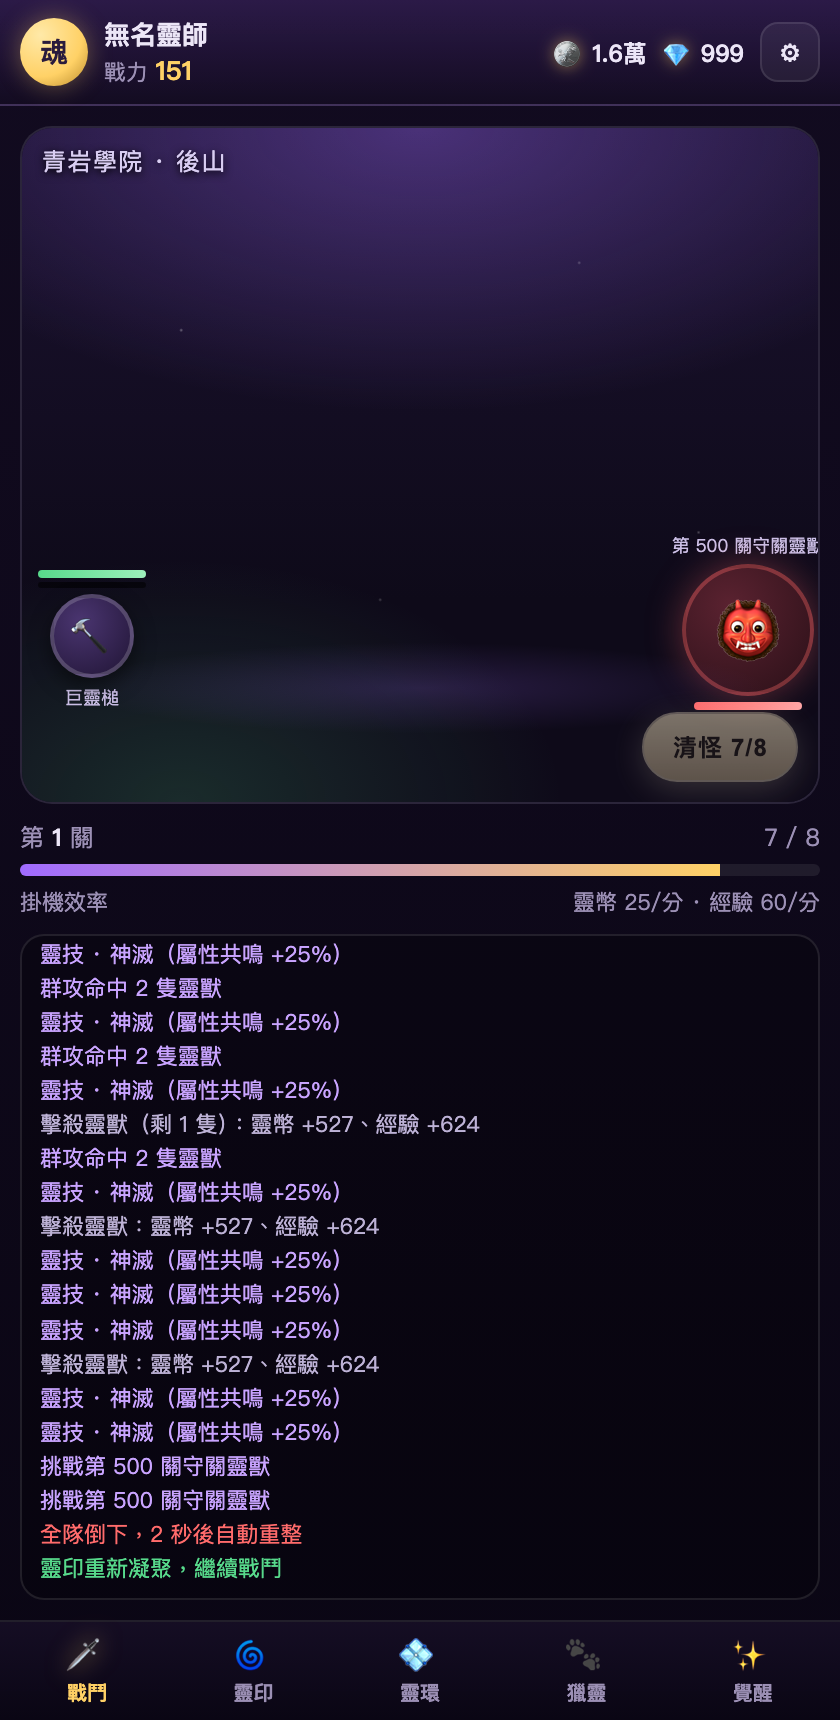 魂
無名靈師
戰力 151
1.6萬
999
青岩學院 · 後山
第 500 關守關靈獸
巨靈槌
清怪 7/8
第 1 關
7 / 8
掛機效率
靈幣 25/分 · 經驗 60/分
靈技 · 神滅（屬性共鳴 +25%）
群攻命中 2 隻靈獸
靈技 · 神滅（屬性共鳴 +25%）
群攻命中 2 隻靈獸
靈技 · 神滅（屬性共鳴 +25%）
擊殺靈獸（剩 1 隻）：靈幣 +527、經驗 +624
群攻命中 2 隻靈獸
靈技 · 神滅（屬性共鳴 +25%）
擊殺靈獸：靈幣 +527、經驗 +624
靈技 · 神滅（屬性共鳴 +25%）
靈技 · 神滅（屬性共鳴 +25%）
靈技 · 神滅（屬性共鳴 +25%）
擊殺靈獸：靈幣 +527、經驗 +624
靈技 · 神滅（屬性共鳴 +25%）
靈技 · 神滅（屬性共鳴 +25%）
挑戰第 500 關守關靈獸
挑戰第 500 關守關靈獸
全隊倒下，2 秒後自動重整
靈印重新凝聚，繼續戰鬥
戰鬥
靈印
靈環
獵靈
覺醒